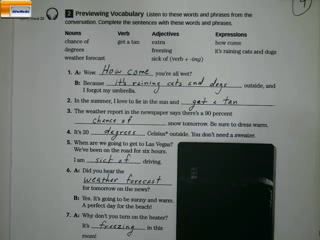 2 Previewing Vocabulary Listen to these words and phrases from the
conversation. Complete the sentences with these words and phrases.
Nouns Verb Adjectives Expressions
chance of get a tan extra how come
degrees freezing it's raining cats and dogs
weather forecast sick of (verb + -ing)
1. A: Wow. How come you're all wet?
B: Because it's raining cats and dogs outside, and
I forgot my umbrella.
2. In the summer, I love to lie in the sun and get a tan
3. The weather report in the newspaper says there's a 90 percent
chance of snow tomorrow. Be sure to dress warm.
4. It's 20 degrees Celsius* outside. You don't need a sweater.
5. When are we going to get to Las Vegas?
We've been on the road for six hours.
I am sick of driving.
6. A: Did you hear the
weather forecast
for tomorrow on the news?
B: Yes. It's going to be sunny and warm.
A perfect day for the beach!
7. A: Why don't you turn on the heater?
It's freezing in this
room!